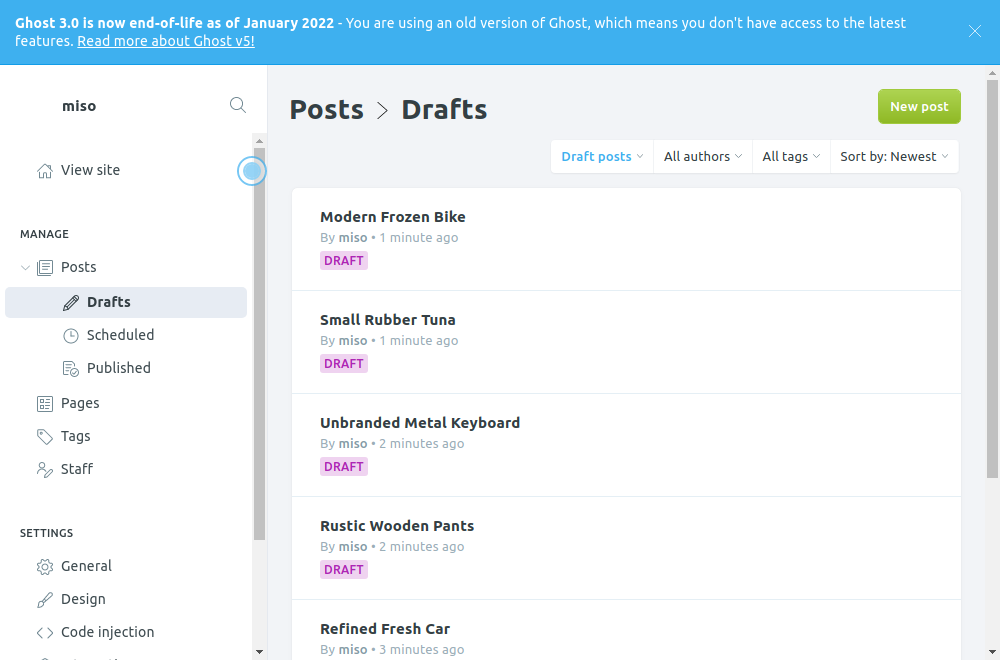 Ghost 3.0 is now end-of-life as of January 2022 - You are using an old version of Ghost, which means you don't have access to the latest
features. Read more about Ghost v5!
miso
View site
MANAGE
Posts
Drafts
Scheduled
Published
Pages
Tags
Staff
SETTINGS
General
Design
Code injection
Posts > Drafts
New post
Draft posts
All authors
All tags
Sort by: Newest
Modern Frozen Bike
By miso • 1 minute ago
DRAFT
Small Rubber Tuna
By miso • 1 minute ago
DRAFT
Unbranded Metal Keyboard
By miso • 2 minutes ago
DRAFT
Rustic Wooden Pants
By miso • 2 minutes ago
DRAFT
Refined Fresh Car
By miso • 3 minutes ago